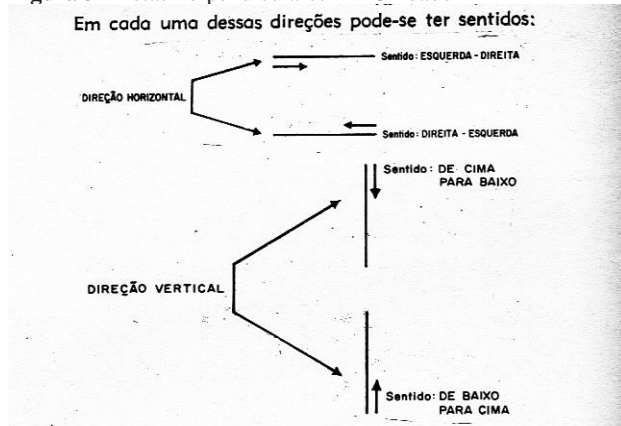 Em cada uma dessas direções pode-se ter sentidos:
Sentido: ESQUERDA - DIREITA
DIREÇÃO HORIZONTAL
Sentido: DIREITA - ESQUERDA
Sentido: DE CIMA
PARA BAIXO
DIREÇÃO VERTICAL
Sentido: DE BAIXO
PARA CIMA